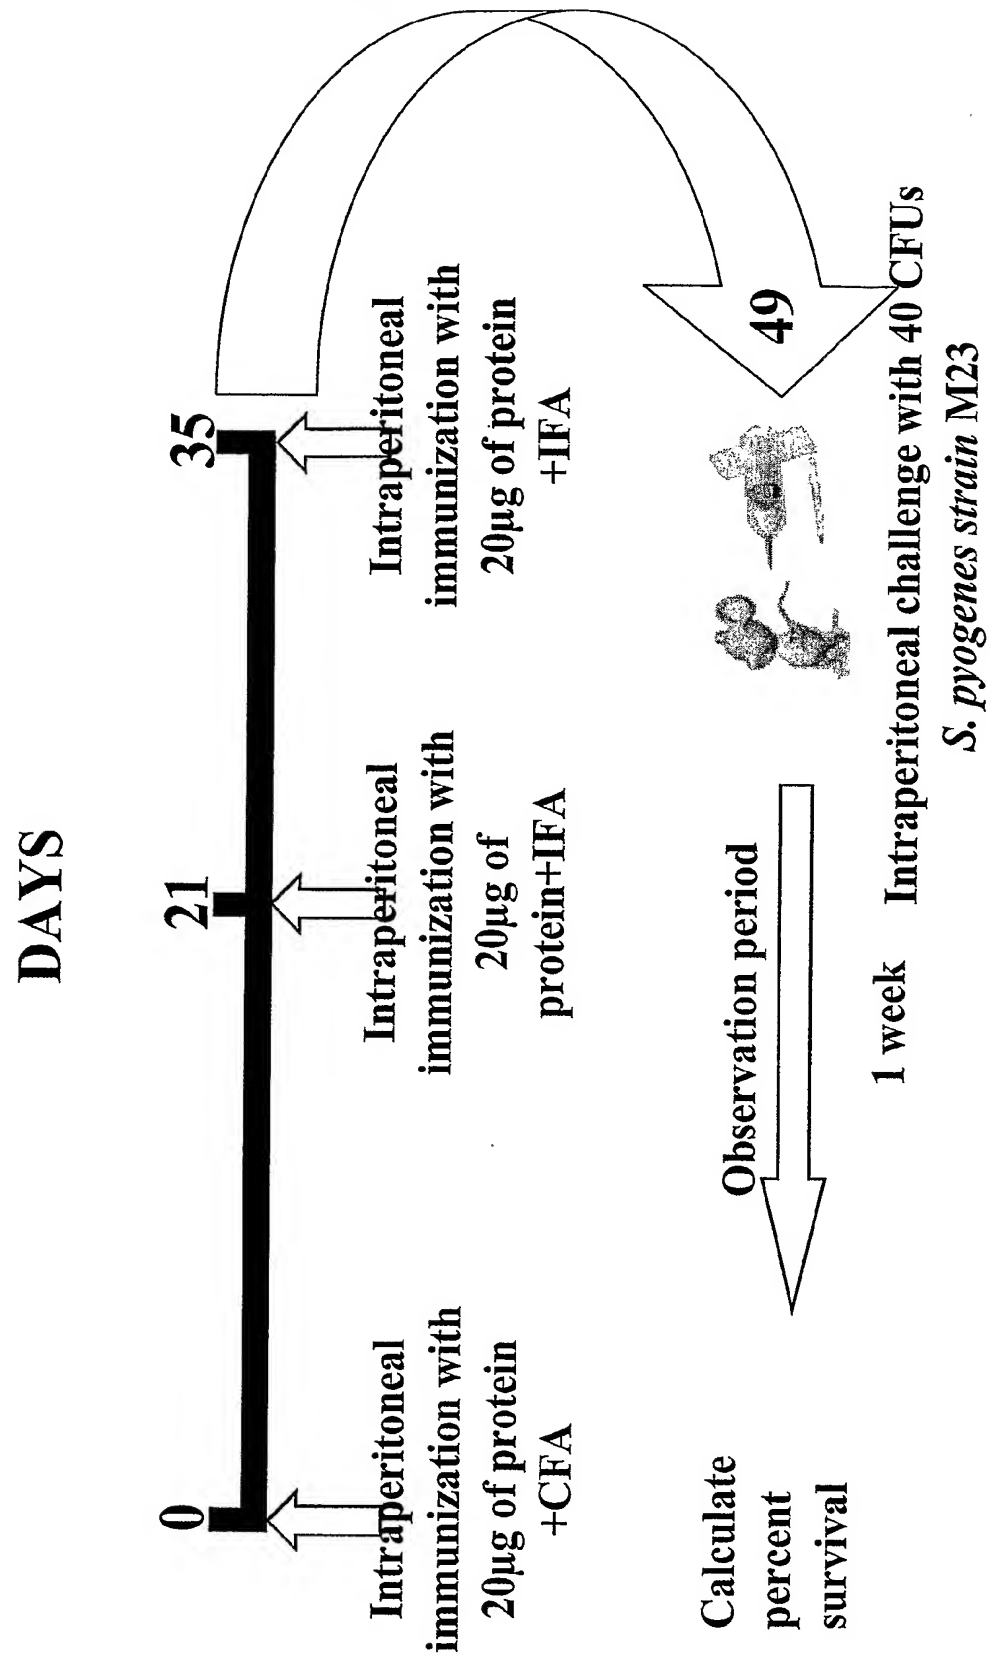 DAYS
0
21
35
Intraperitoneal
immunization with
20µg of protein
+CFA
Intraperitoneal
immunization with
20µg of
protein+IFA
Intraperitoneal
immunization with
20µg of protein
+IFA
49
Intraperitoneal challenge with 40 CFUs
S. pyogenes strain M23
Observation period
1 week
Calculate
percent
survival